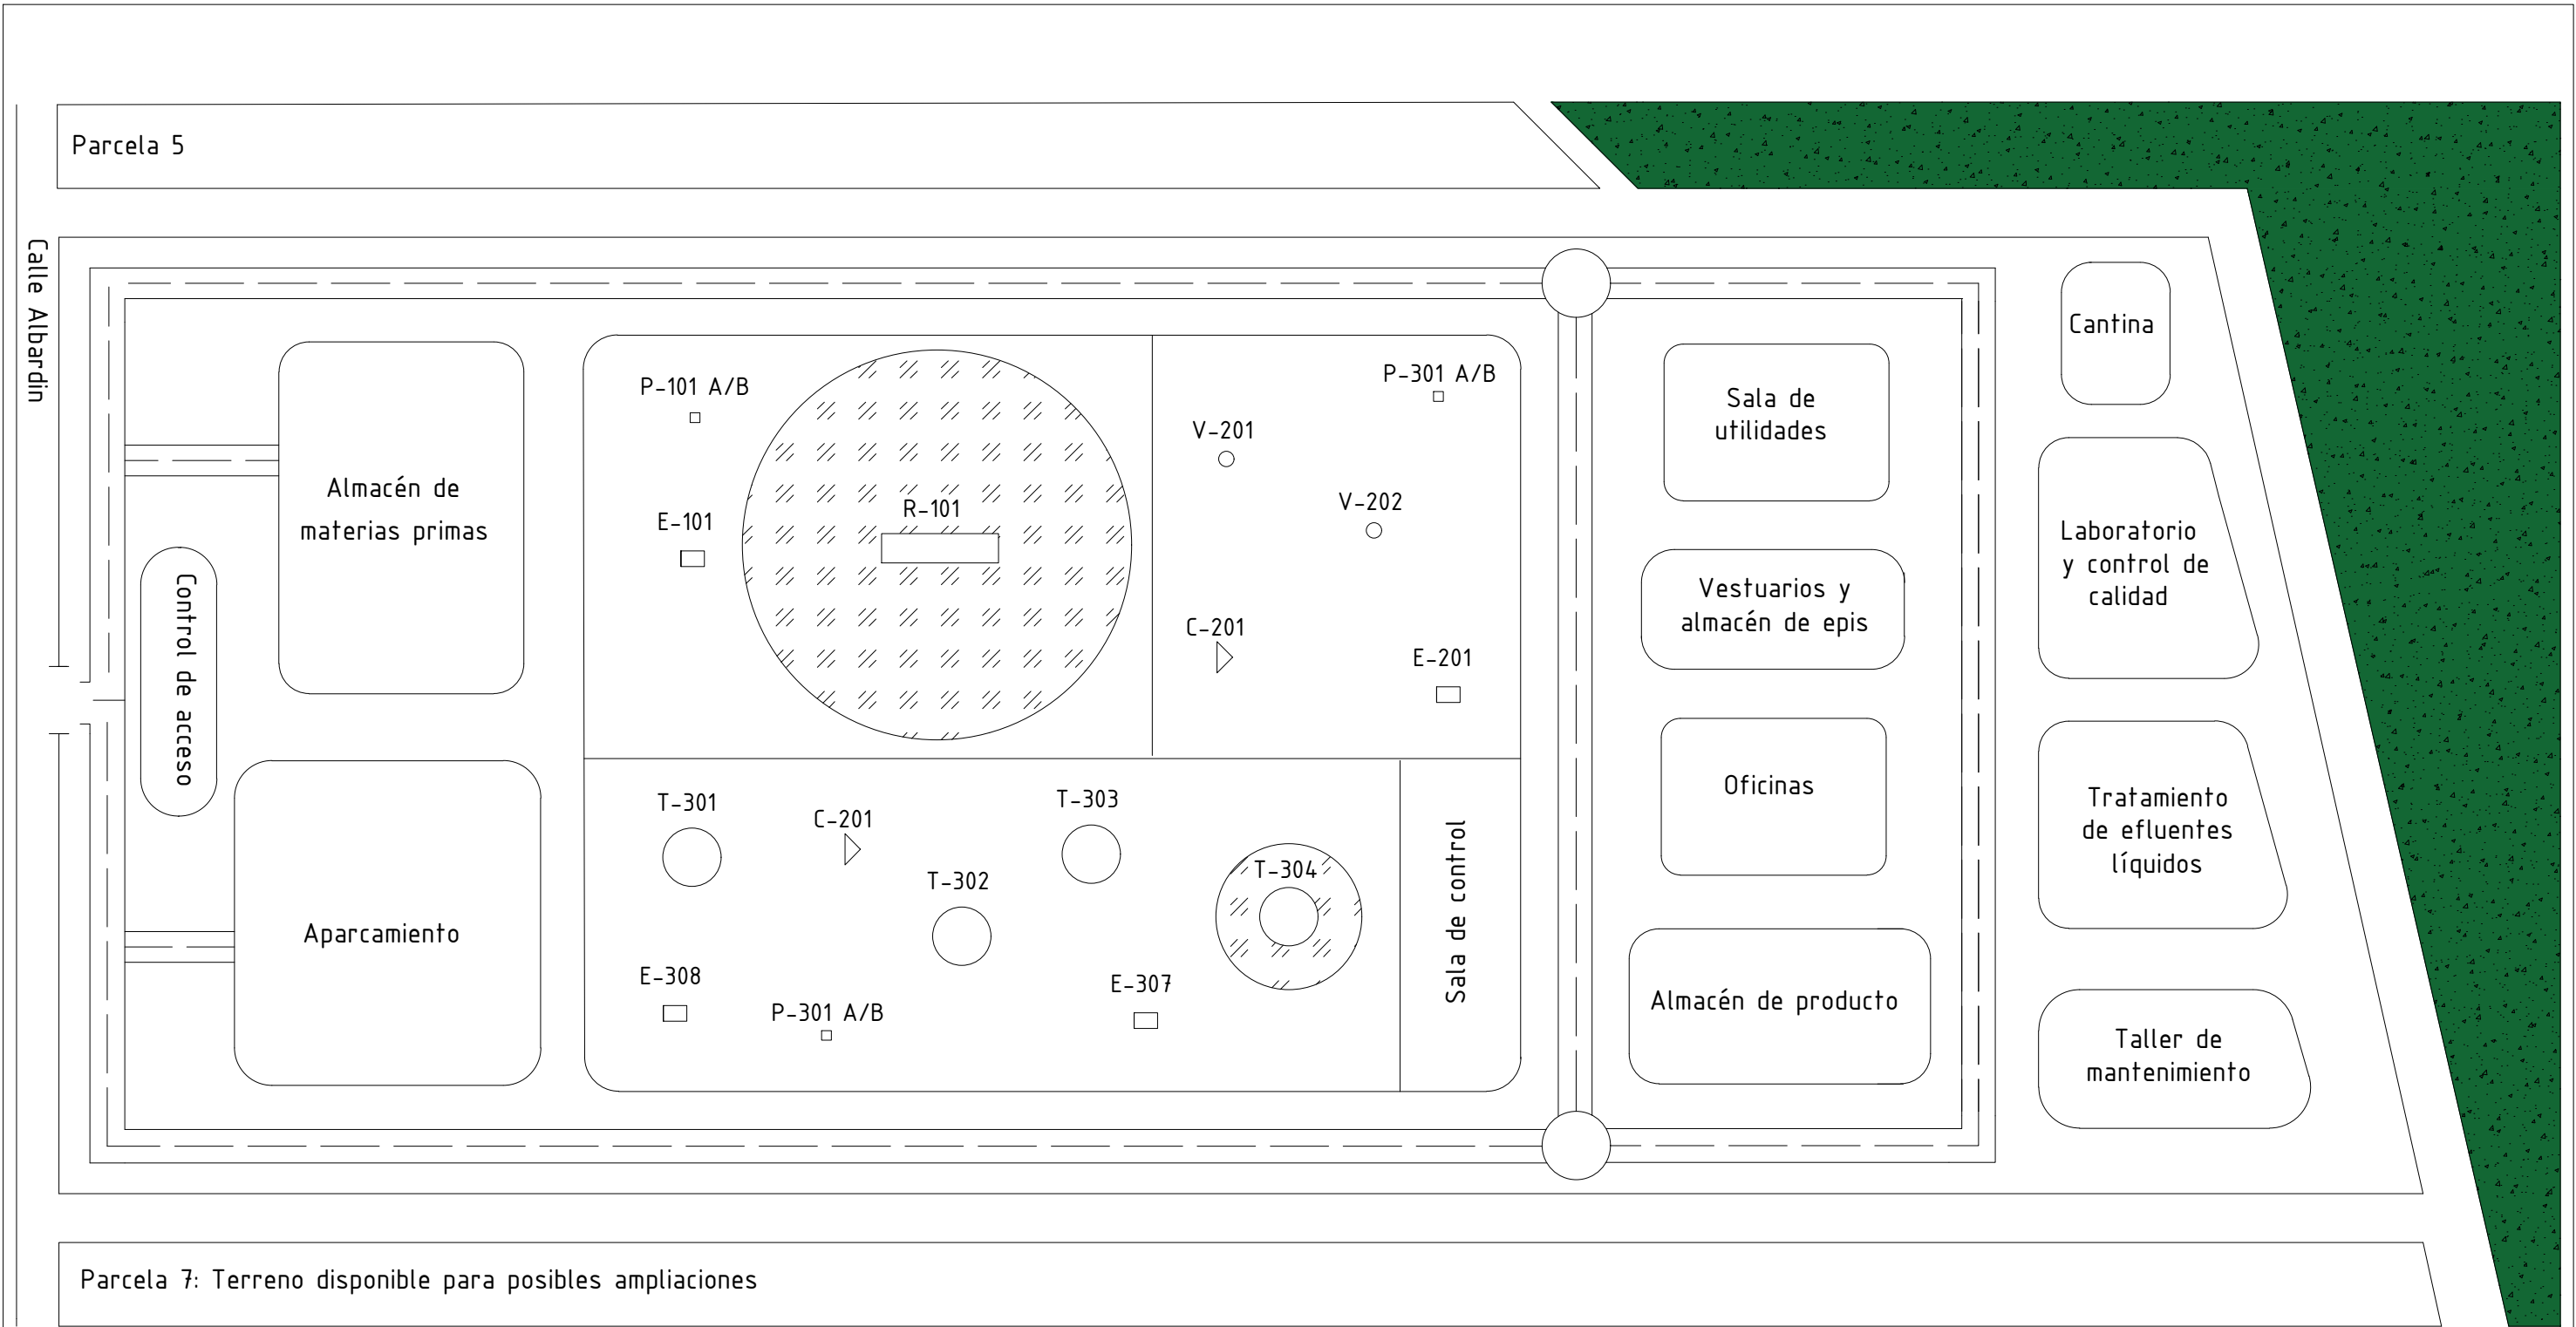 Parcela 5
Calle Albardin
Almacén de
materias primas
Control de acceso
Aparcamiento
P-101 A/B
E-101
R-101
V-201
P-301 A/B
V-202
C-201
E-201
T-301
C-201
T-302
T-303
T-304
E-308
P-301 A/B
E-307
Sala de control
Sala de
utilidades
Vestuarios y
almacén de epis
Oficinas
Almacén de producto
Cantina
Laboratorio
y control de
calidad
Tratamiento
de efluentes
líquidos
Taller de
mantenimiento
Parcela 7: Terreno disponible para posibles ampliaciones